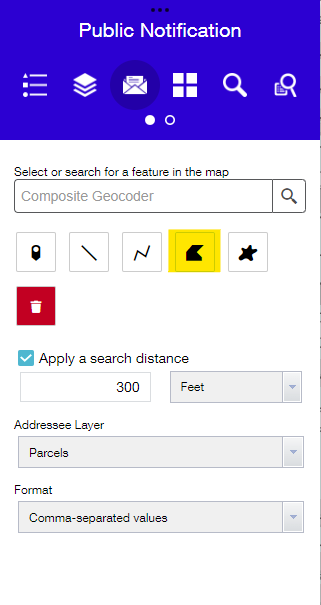 Public Notification
Select or search for a feature in the map
Composite Geocoder
Apply a search distance
300 Feet
Addressee Layer
Parcels
Format
Comma-separated values